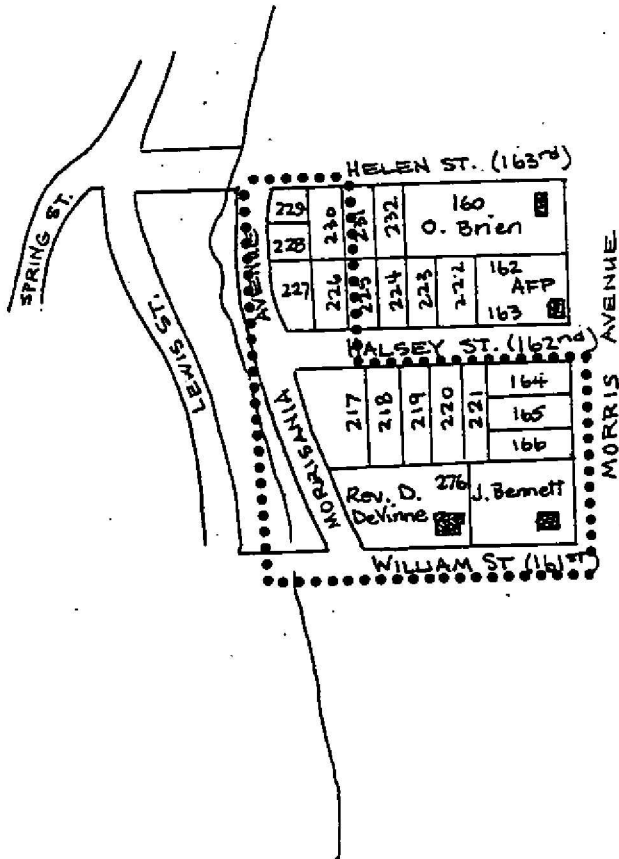 HELEN ST. (163rd)
229
230
231
232
160
O. Brien
228
SPRING ST.
AVENUE
227
226
225
224
223
222
162
AFP
163
AVENUE
HALSEY ST. (162nd)
LEWIS ST.
217
218
219
220
221
164
165
166
MORRIS
MORRISANIA
Rev. D.
DeVinne
276
J. Bennett
WILLIAM ST (161ST)